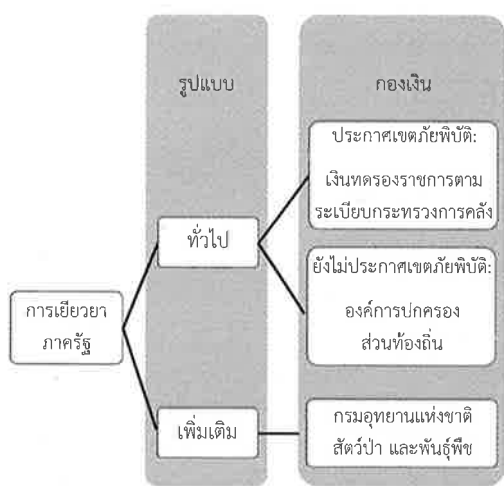 รูปแบบ
กองเงิน
ประกาศเขตภัยพิบัติ:
เงินทดรองราชการตาม
ระเบียบกระทรวงการคลัง
ทั่วไป
ยังไม่ประกาศเขตภัยพิบัติ:
องค์การปกครอง
ส่วนท้องถิ่น
การเยียวยา
ภาครัฐ
เพิ่มเติม
กรมอุทยานแห่งชาติ
สัตว์ป่า และพันธุ์พืช